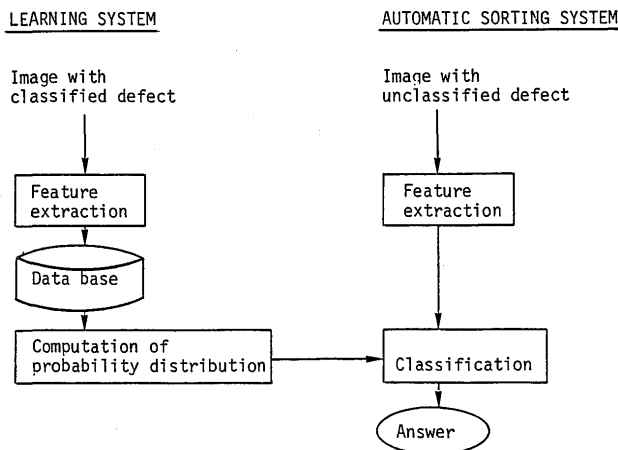 LEARNING SYSTEM
Image with
classified defect
Feature
extraction
Data base
Computation of
probability distribution
AUTOMATIC SORTING SYSTEM
Image with
unclassified defect
Feature
extraction
Classification
Answer